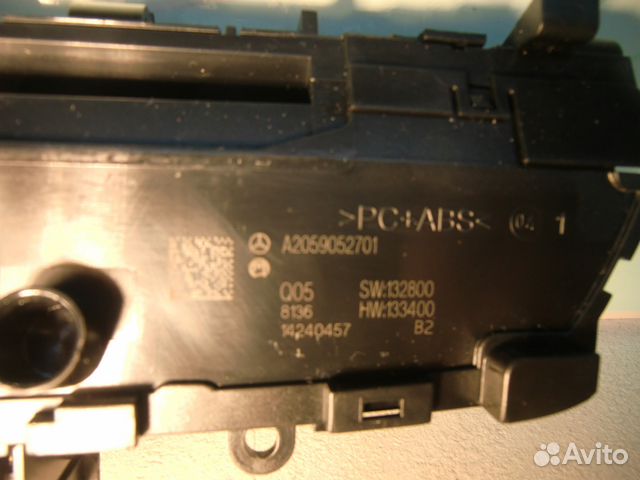 >PC+ABS< 04 1
A2059052701
Q05 SW:132800
8136 HW:133400
14240457 B2
Avito